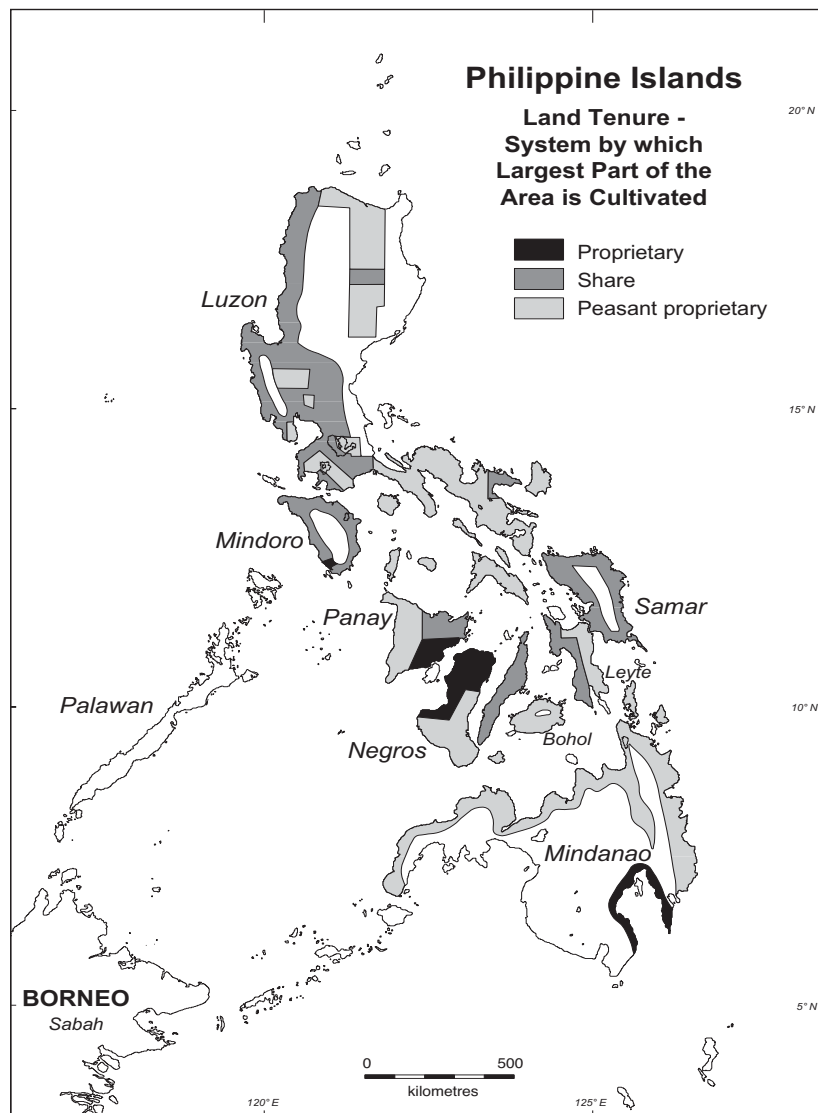 Philippine Islands
Land Tenure -
System by which
Largest Part of the
Area is Cultivated
20° N
Proprietary
Share
Peasant proprietary
Luzon
15° N
Mindoro
Samar
Panay
Leyte
Palawan
10° N
Bohol
Negros
Mindanao
BORNEO
Sabah
5° N
0 500
kilometres
120° E 125° E